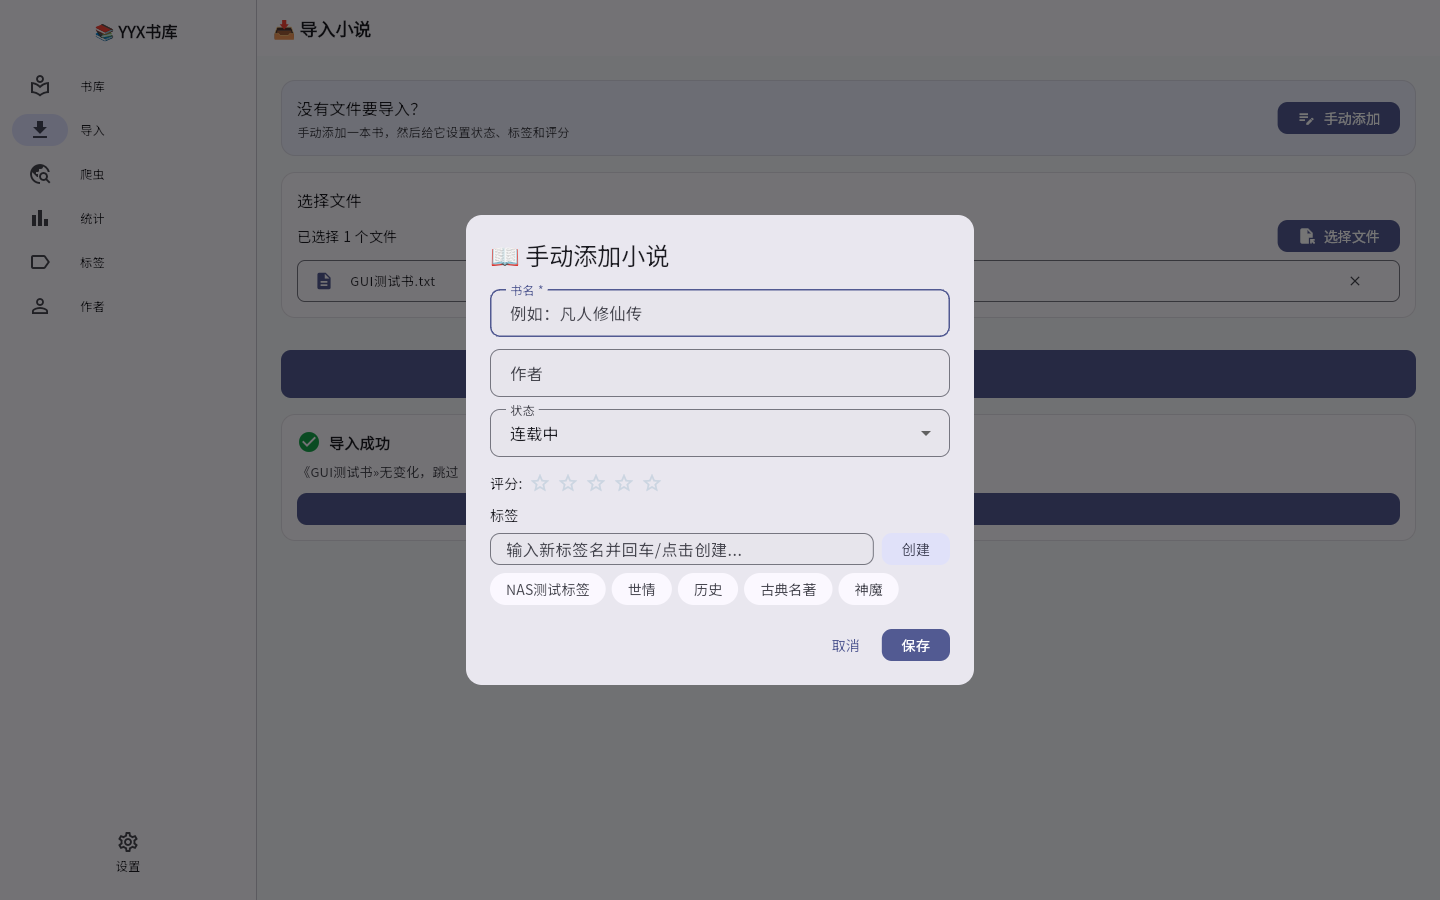 YYX书库
书库
导入
爬虫
统计
标签
作者
设置
导入小说
没有文件要导入？
手动添加一本书，然后给它设置状态、标签和评分
手动添加
选择文件
已选择 1 个文件
选择文件
GUI测试书.txt
导入成功
《GUI测试书》无变化，跳过
手动添加小说
书名 *
例如：凡人修仙传
作者
状态
连载中
评分:
标签
输入新标签名并回车/点击创建...
创建
NAS测试标签
世情
历史
古典名著
神魔
取消
保存